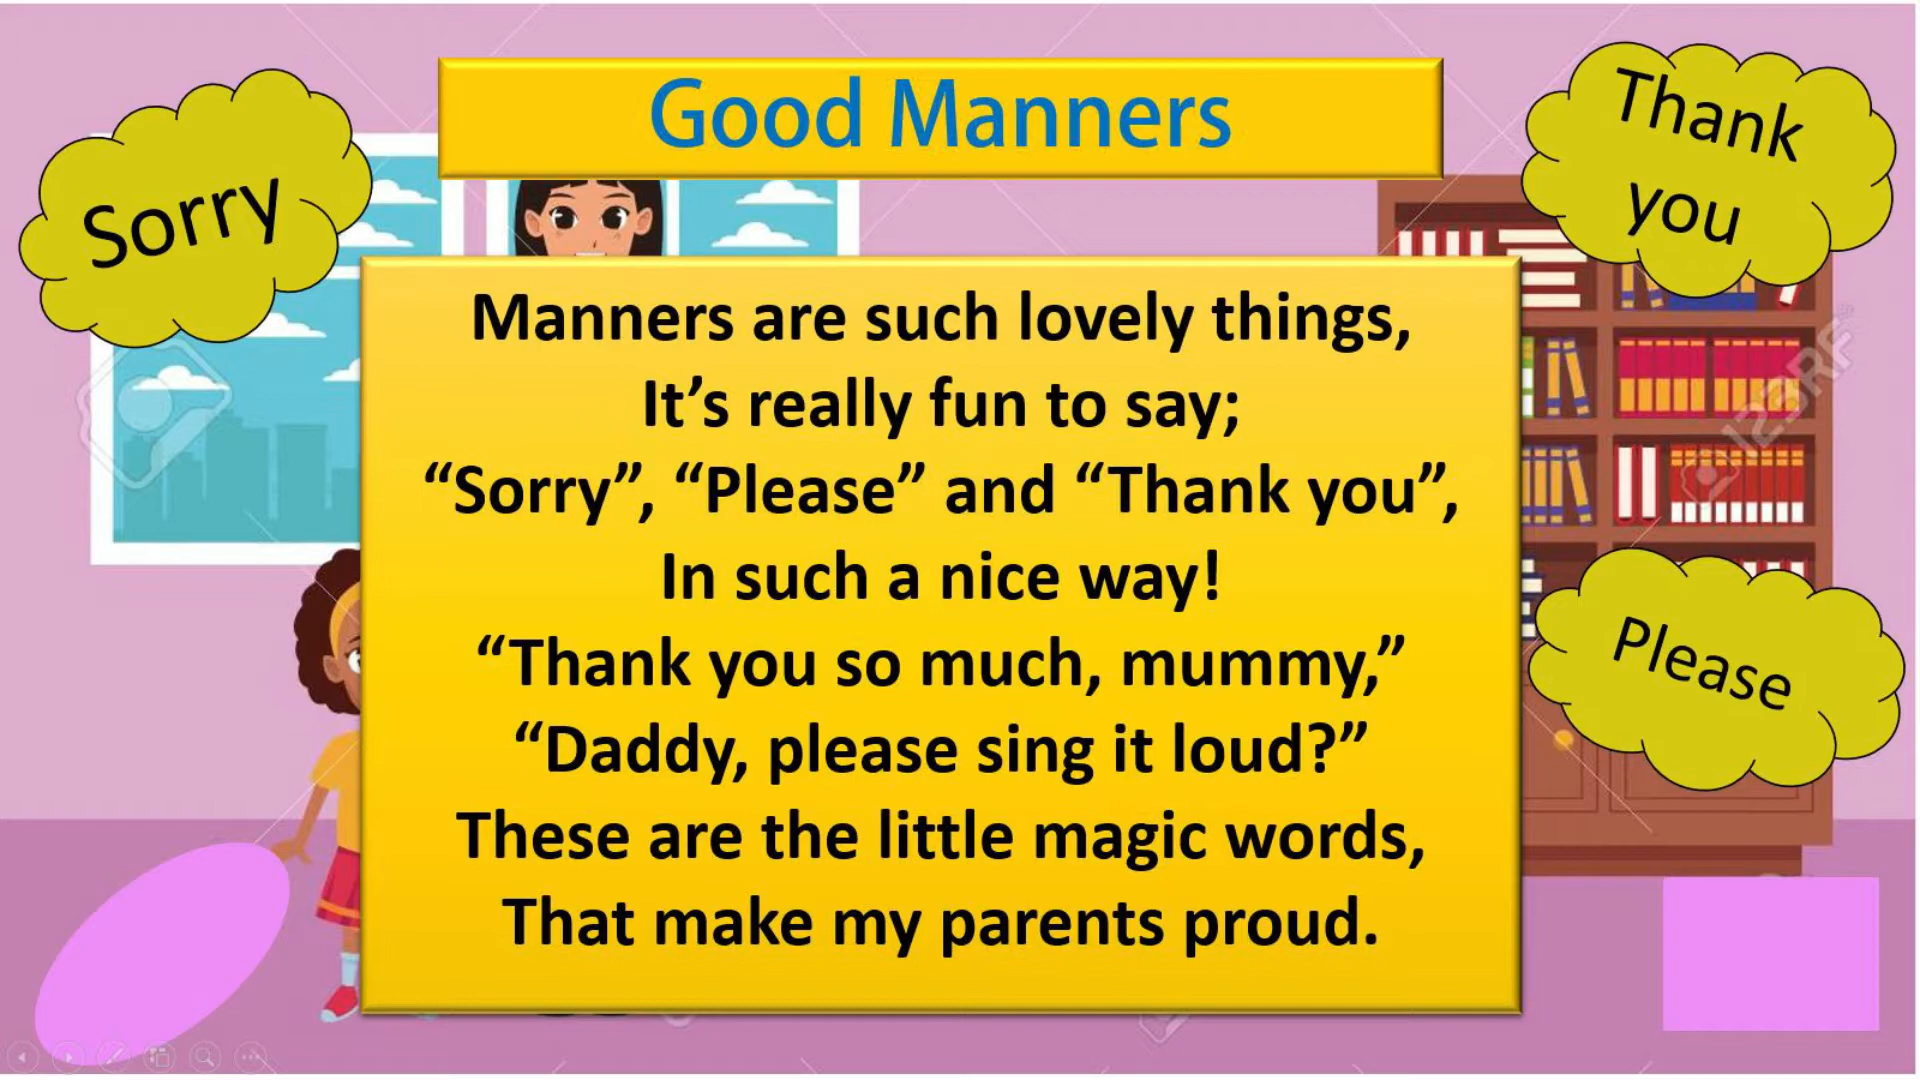 Good Manners
Sorry
Thank
you
Manners are such lovely things,
It’s really fun to say;
“Sorry”, “Please” and “Thank you”,
In such a nice way!
“Thank you so much, mummy,”
“Daddy, please sing it loud?”
These are the little magic words,
That make my parents proud.
Please
123RF